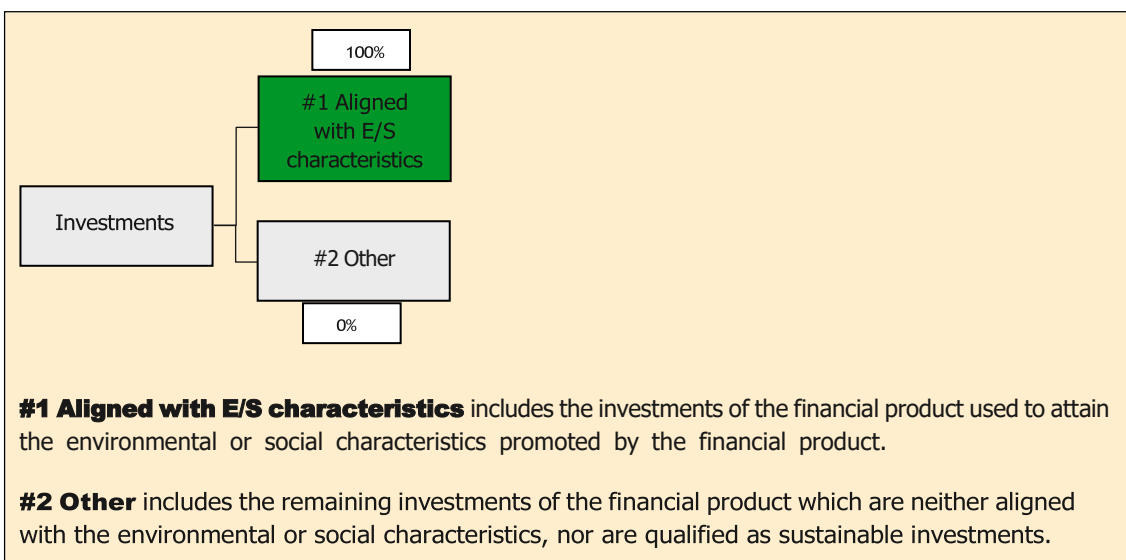 100%
#1 Aligned
with E/S
characteristics
Investments
#2 Other
0%
#1 Aligned with E/S characteristics includes the investments of the financial product used to attain
the environmental or social characteristics promoted by the financial product.
#2 Other includes the remaining investments of the financial product which are neither aligned
with the environmental or social characteristics, nor are qualified as sustainable investments.